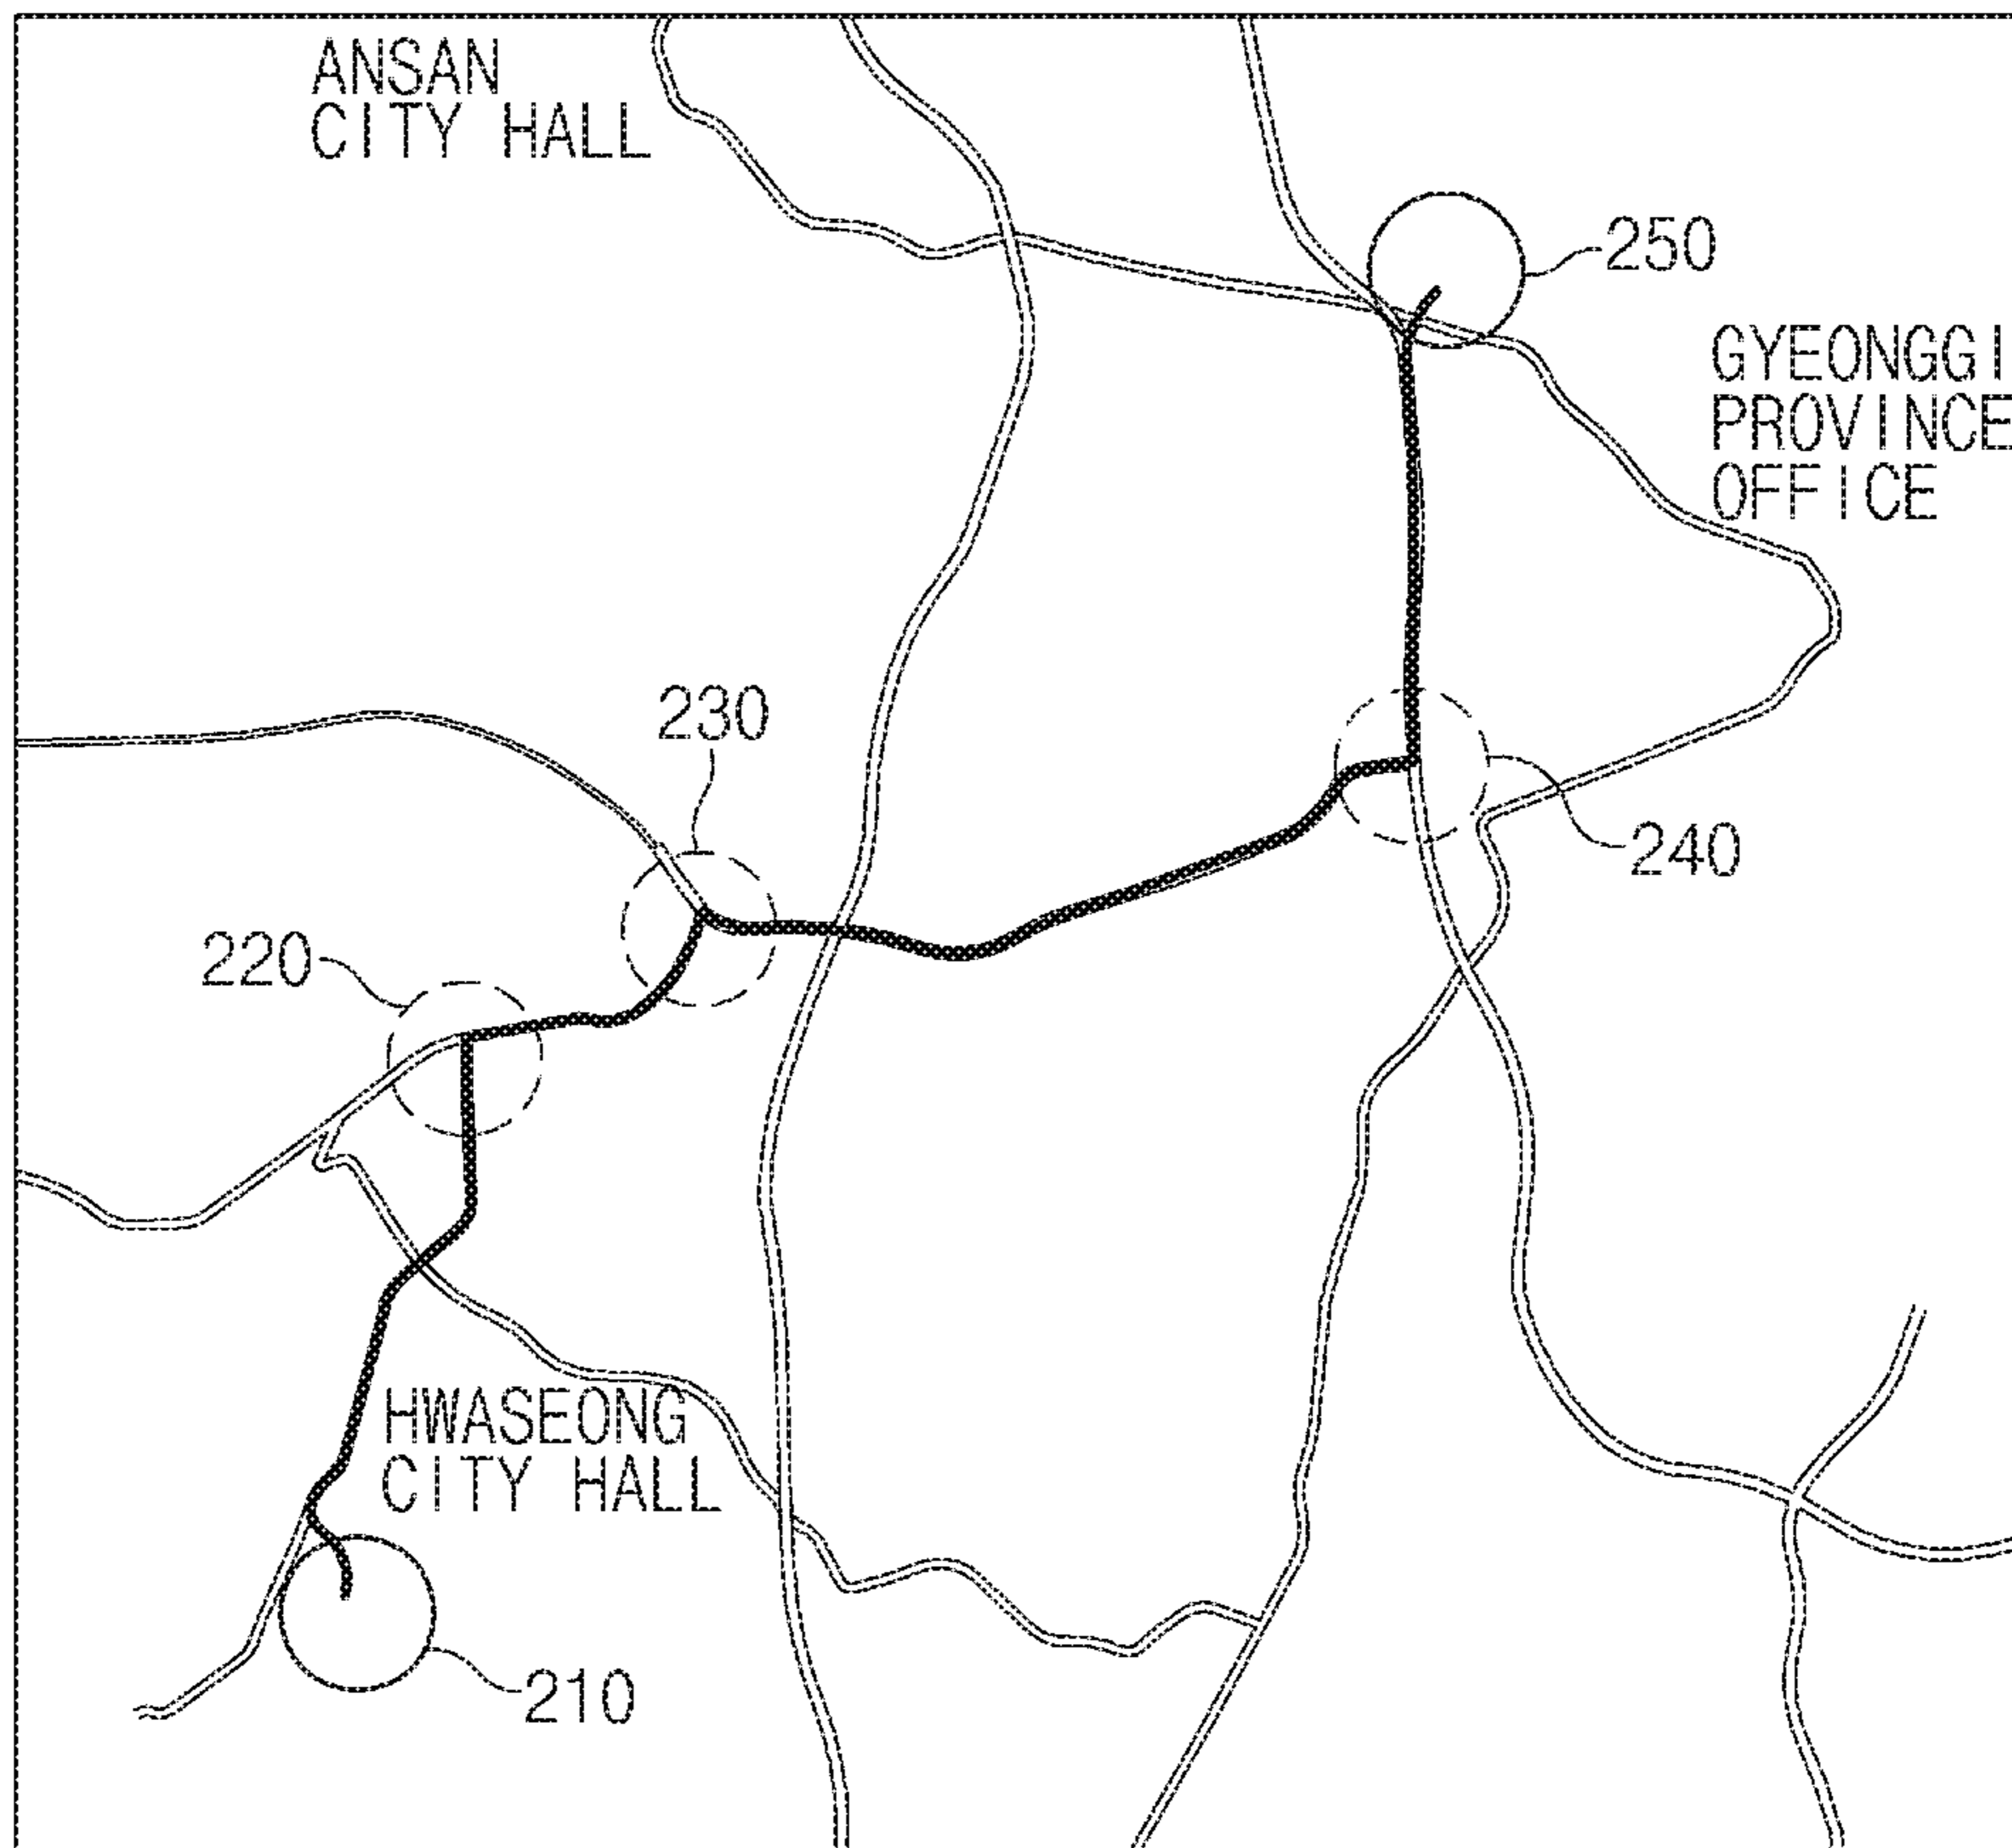 ANSAN
CITY HALL
250
GYEONGGI
PROVINCE
OFFICE
230
240
220
HWASEONG
CITY HALL
210